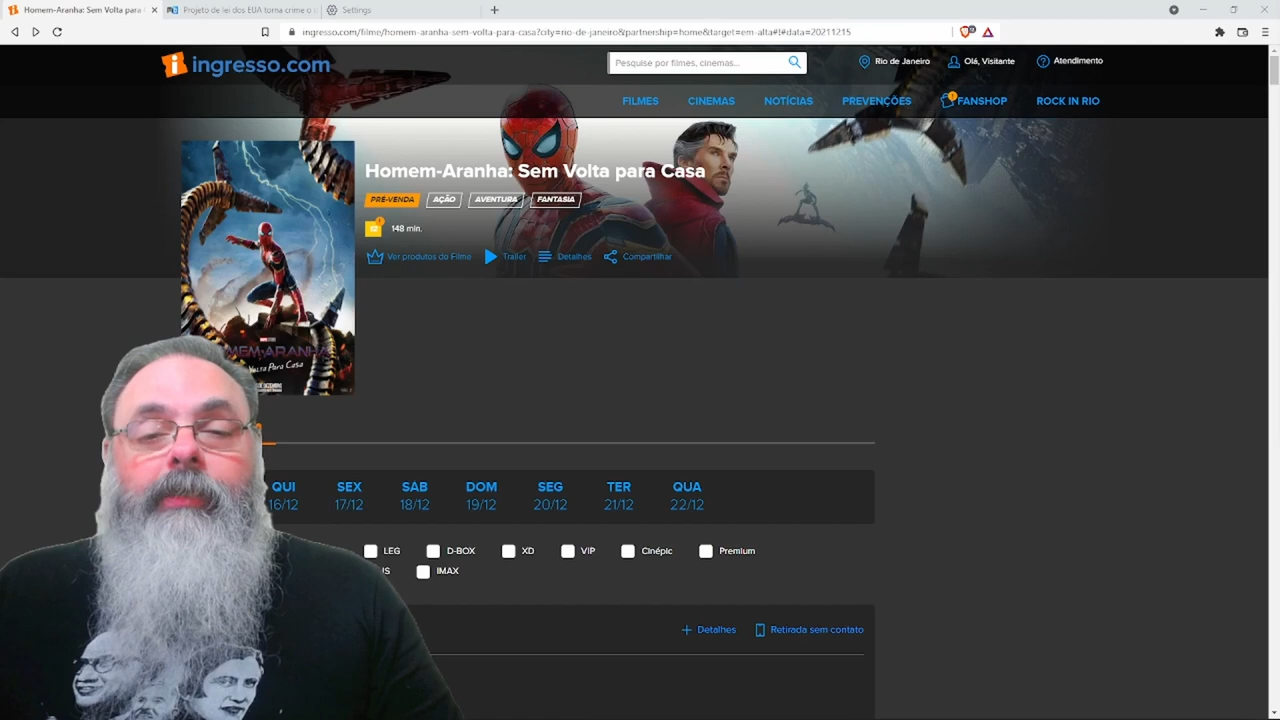 Homem-Aranha: Sem Volta para
Projeto de lei dos EUA torna crime o
Settings
ingresso.com/filme/homem-aranha-sem-volta-para-casa?city=rio-de-janeiro&partnership=home&target=em-alta#!#data=20211215
ingresso.com
Pesquise por filmes, cinemas...
Rio de Janeiro
Olá, Visitante
Atendimento
FILMES
CINEMAS
NOTÍCIAS
PREVENÇÕES
FANSHOP
ROCK IN RIO
Homem-Aranha: Sem Volta para Casa
PRÉ-VENDA
AÇÃO
AVENTURA
FANTASIA
12
148 min.
Ver produtos do Filme
Trailer
Detalhes
Compartilhar
Volta Para Casa
QUI
SEX
SÁB
DOM
SEG
TER
QUA
16/12
17/12
18/12
19/12
20/12
21/12
22/12
LEG
D-BOX
XD
VIP
Cinépic
Premium
IMAX
Detalhes
Retirada sem contato